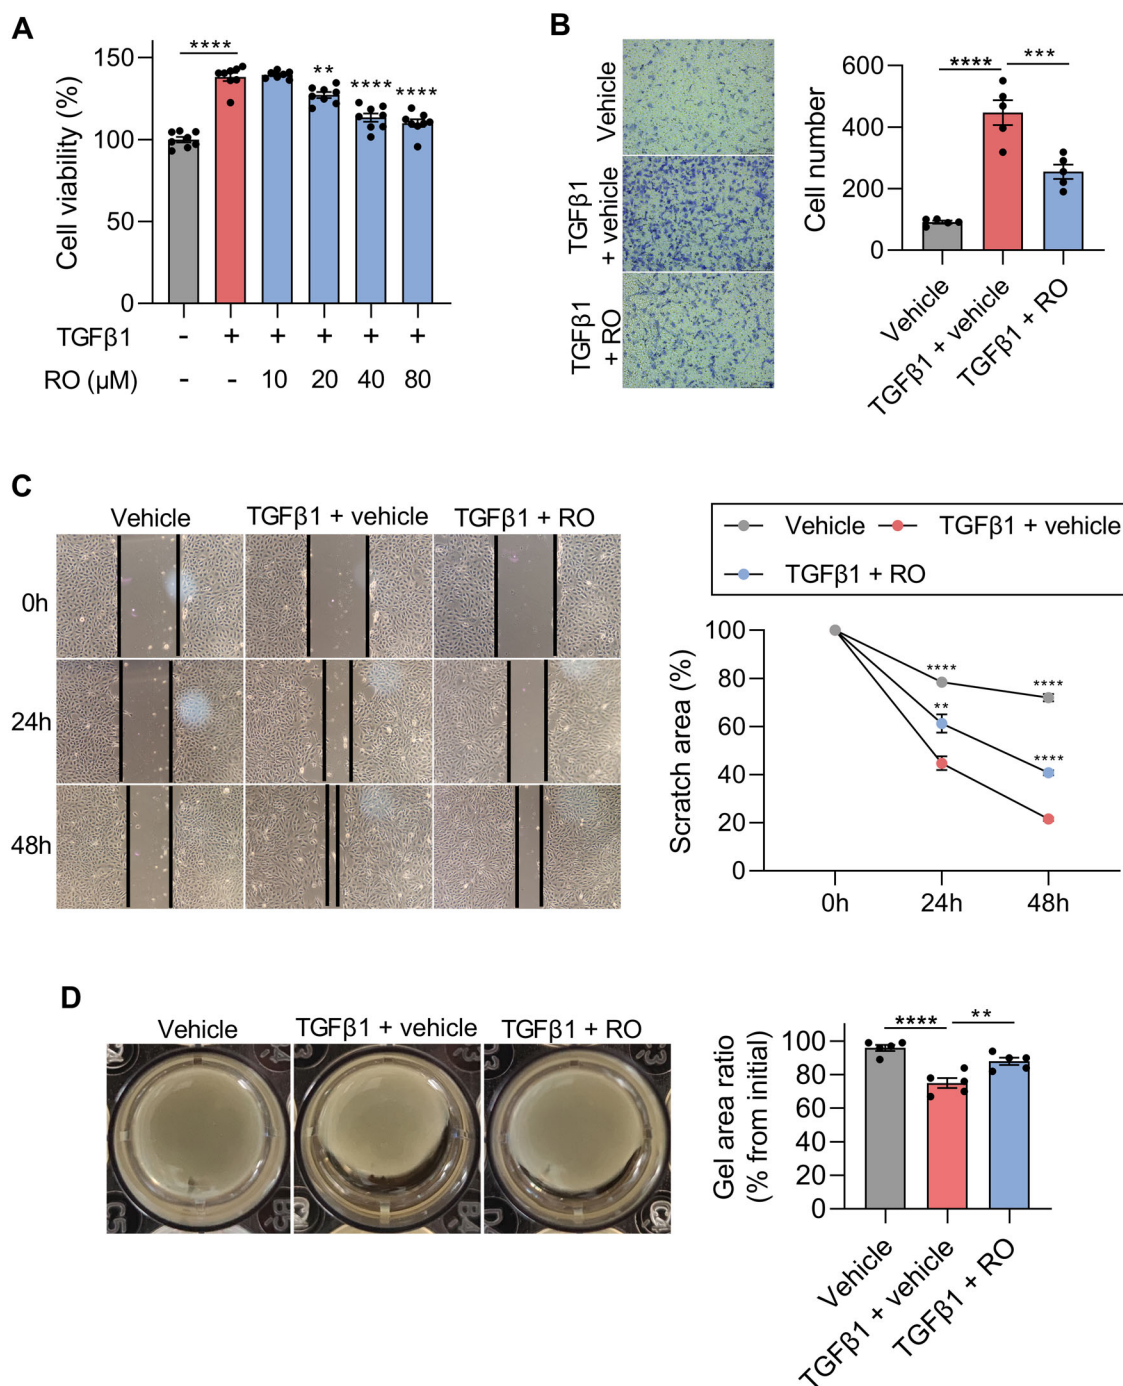 A
Cell viability (%)
150
100
50
0
****
**
****
****
TGFβ1
- + + + + +
RO (µM)
- - 10 20 40 80
B
Vehicle
TGFβ1
+ vehicle
TGFβ1
+ RO
Cell number
600
400
200
0
****
***
Vehicle
TGFβ1 + vehicle
TGFβ1 + RO
C
Vehicle
TGFβ1 + vehicle
TGFβ1 + RO
0h
24h
48h
Vehicle
TGFβ1 + vehicle
TGFβ1 + RO
Scratch area (%)
100
80
60
40
20
0
****
**
****
****
0h
24h
48h
D
Vehicle
TGFβ1 + vehicle
TGFβ1 + RO
C5
B5
B4
Gel area ratio
(% from initial)
100
80
60
40
20
0
****
**
Vehicle
TGFβ1 + vehicle
TGFβ1 + RO